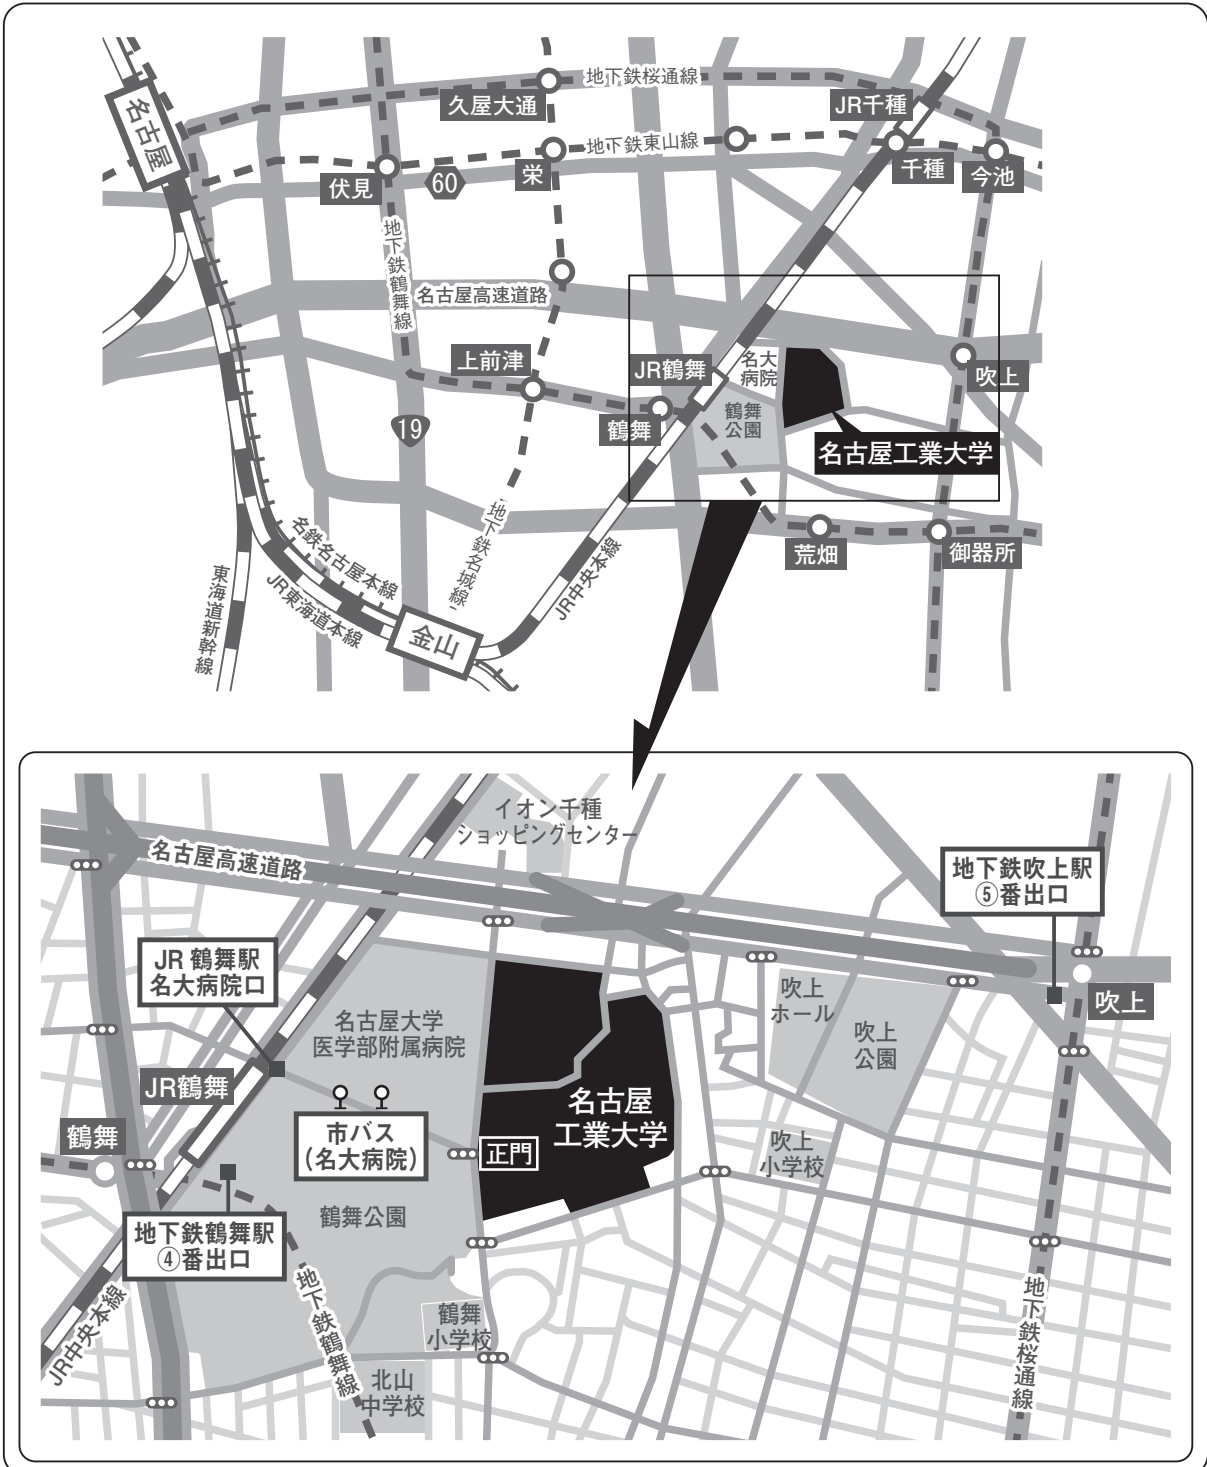 名古屋
久屋大通
地下鉄桜通線
JR千種
地下鉄東山線
伏見
60
栄
千種
今池
地下鉄鶴舞線
名古屋高速道路
上前津
JR鶴舞
名大
病院
吹上
鶴舞
鶴舞
公園
19
名古屋工業大学
地下鉄名城線
荒畑
御器所
名鉄名古屋本線
JR東海道本線
東海道新幹線
JR中央本線
金山
イオン千種
ショッピングセンター
名古屋高速道路
地下鉄吹上駅
⑤番出口
JR 鶴舞駅
名大病院口
吹上
ホール
吹上
名古屋大学
医学部附属病院
吹上
公園
JR鶴舞
名古屋
工業大学
鶴舞
市バス
(名大病院)
正門
吹上
小学校
鶴舞公園
地下鉄鶴舞駅
④番出口
地下鉄鶴舞線
JR中央本線
鶴舞
小学校
地下鉄桜通線
北山
中学校